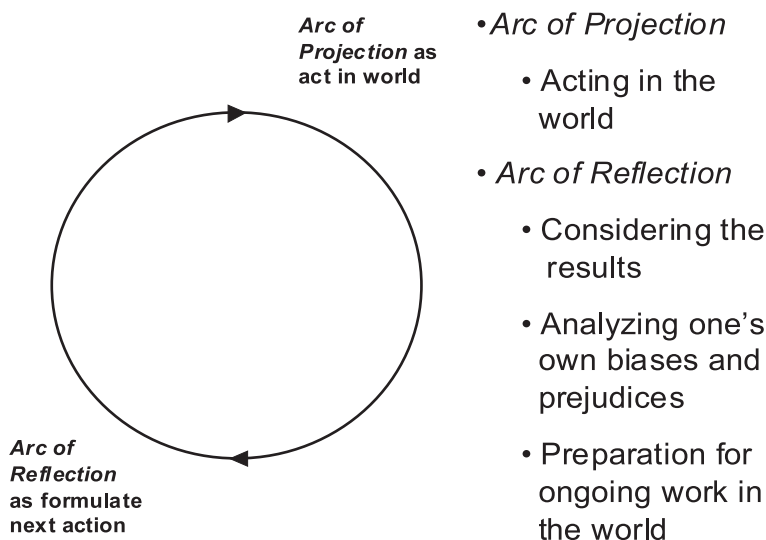 Arc of
Projection as
act in world
Arc of
Reflection
as formulate
next action
• Arc of Projection
• Acting in the
world
• Arc of Reflection
• Considering the
results
• Analyzing one’s
own biases and
prejudices
• Preparation for
ongoing work in
the world